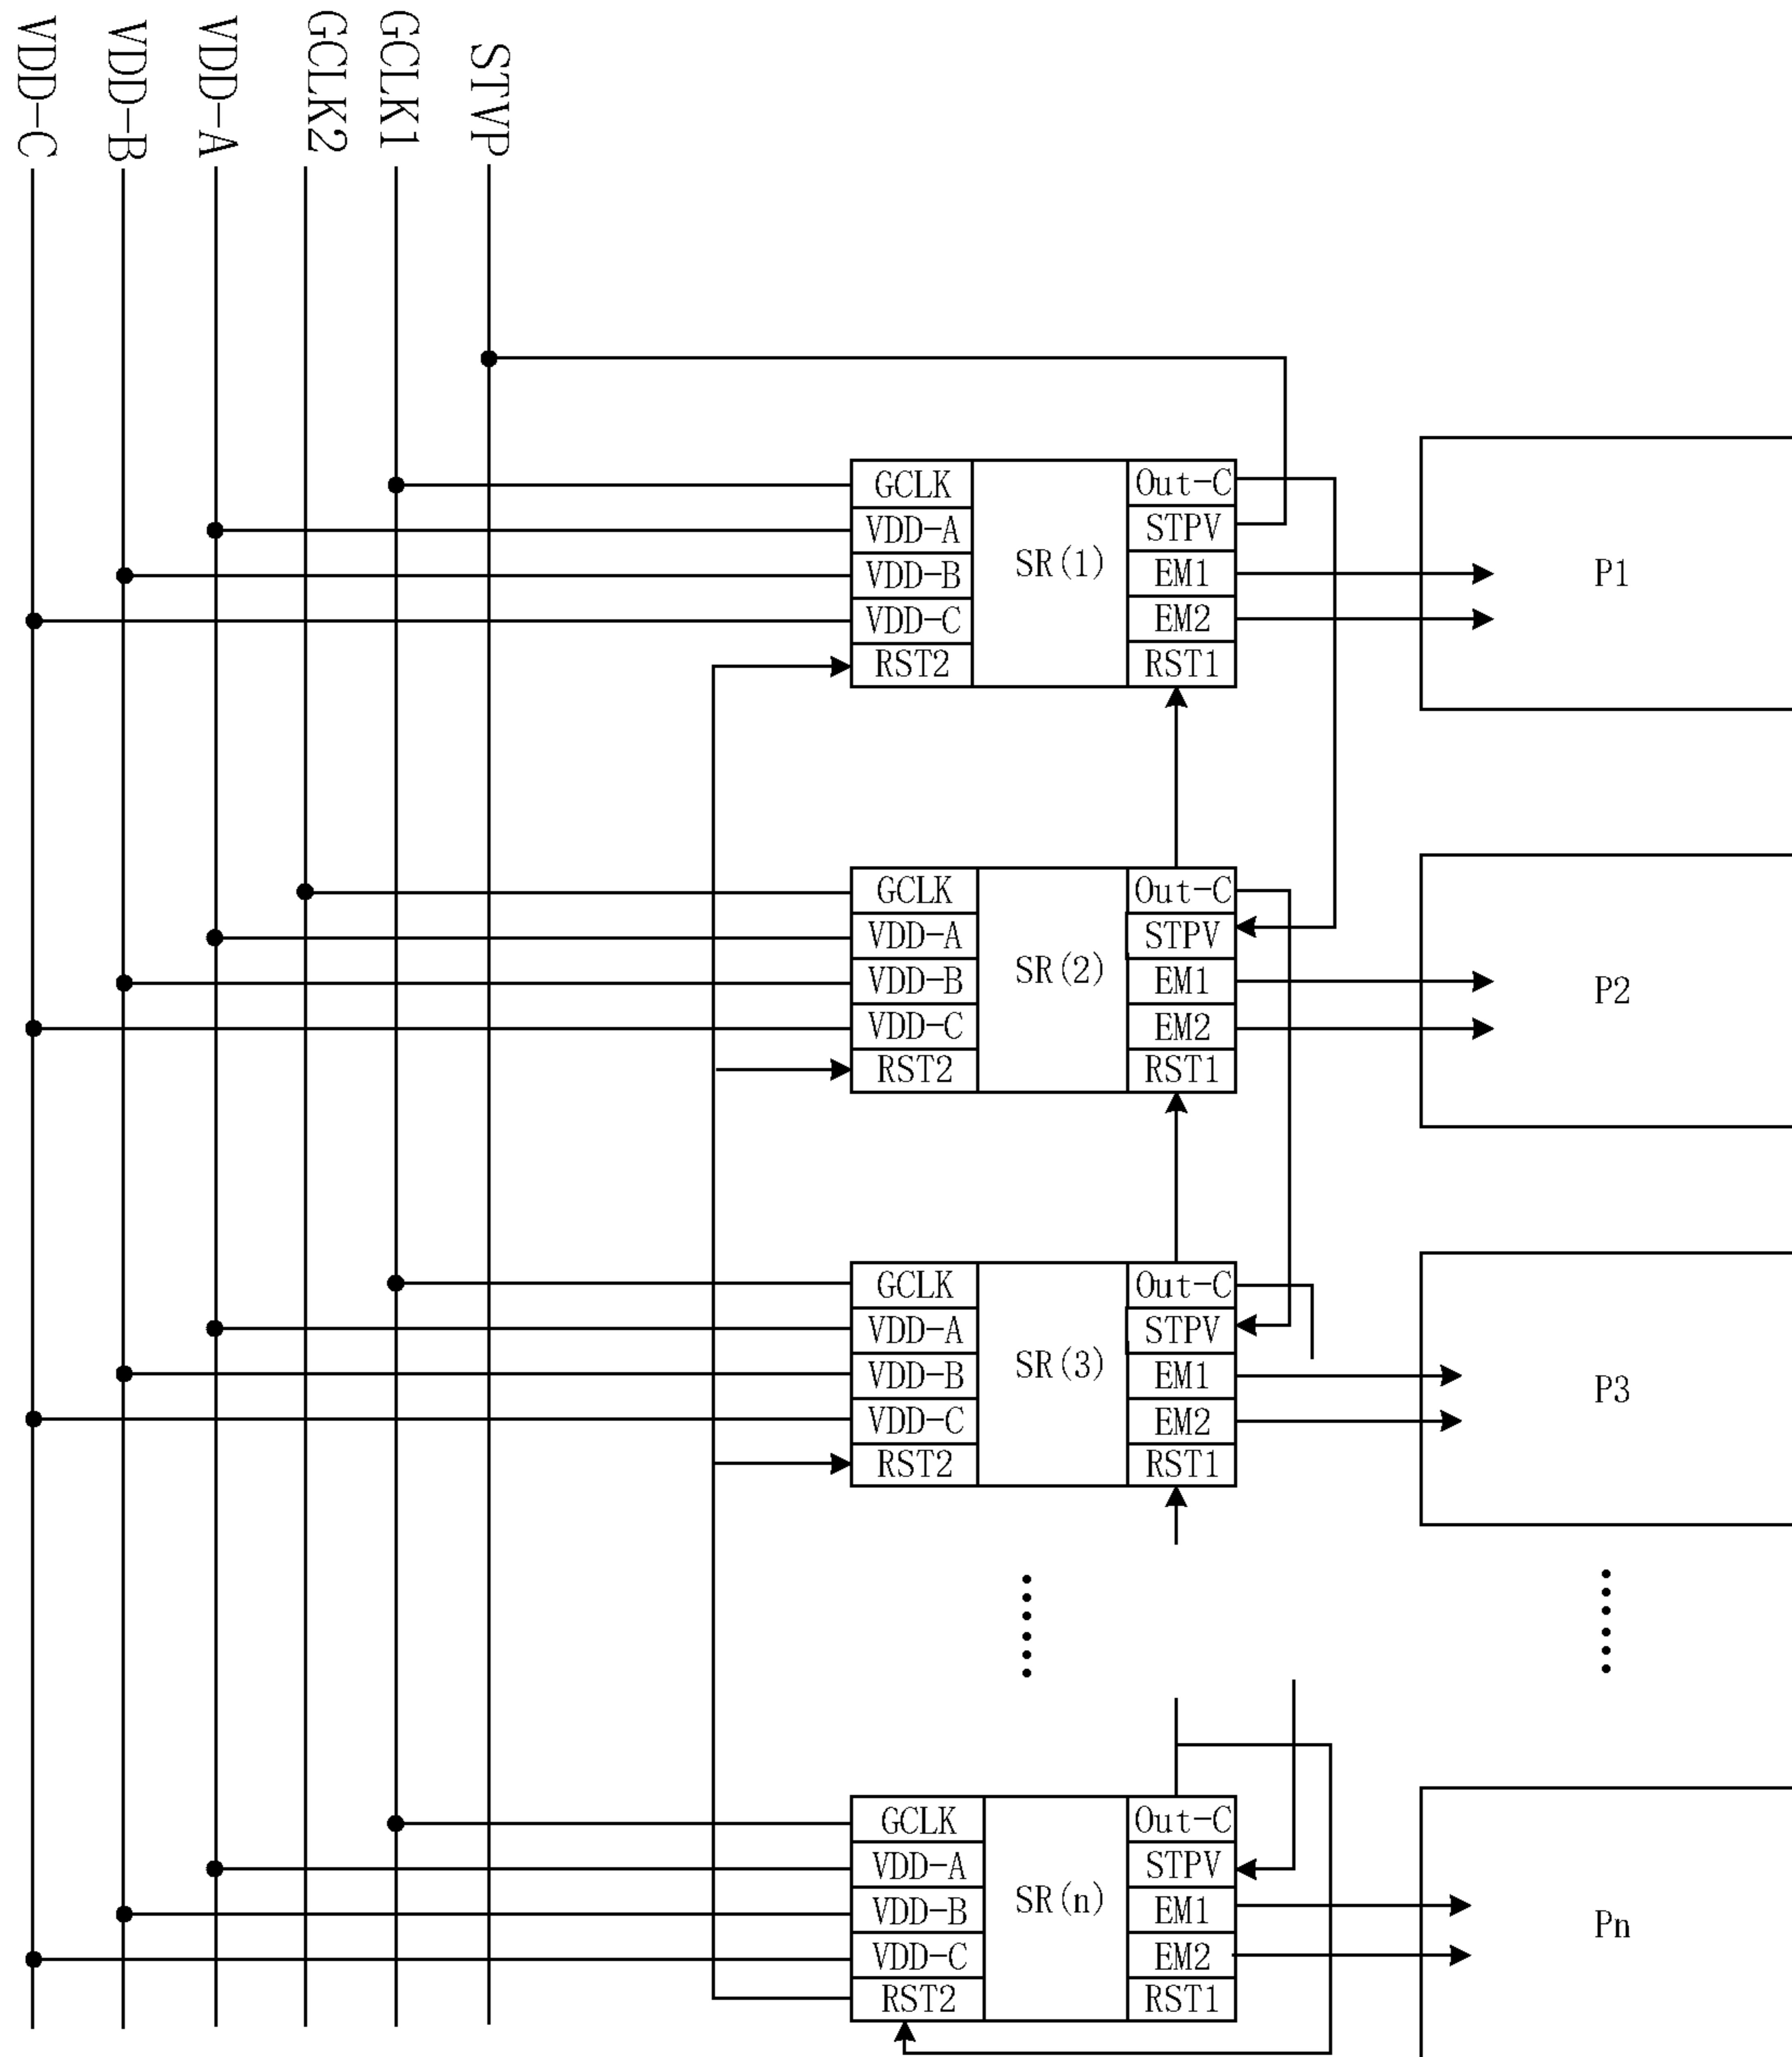 VDD-C
VDD-B
VDD-A
GCLK2
GCLK1
STVP
GCLK
VDD-A
VDD-B
VDD-C
RST2
SR(1)
Out-C
STPV
EM1
EM2
RST1
P1
GCLK
VDD-A
VDD-B
VDD-C
RST2
SR(2)
Out-C
STPV
EM1
EM2
RST1
P2
GCLK
VDD-A
VDD-B
VDD-C
RST2
SR(3)
Out-C
STPV
EM1
EM2
RST1
P3
GCLK
VDD-A
VDD-B
VDD-C
RST2
SR(n)
Out-C
STPV
EM1
EM2
RST1
Pn